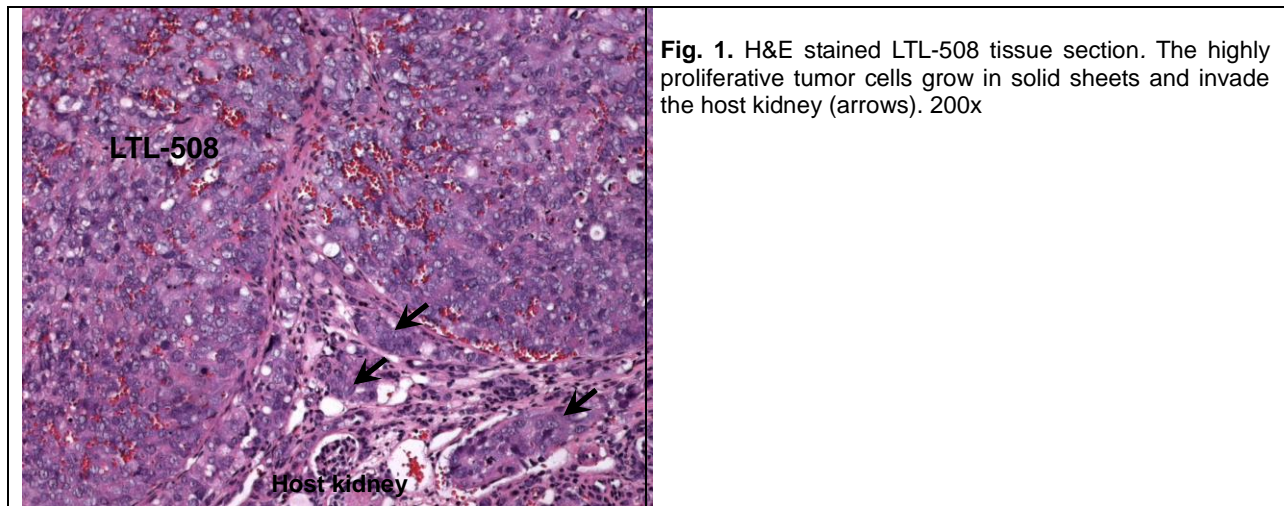 LTL-508
Host kidney
Fig. 1. H&E stained LTL-508 tissue section. The highly
proliferative tumor cells grow in solid sheets and invade
the host kidney (arrows). 200x